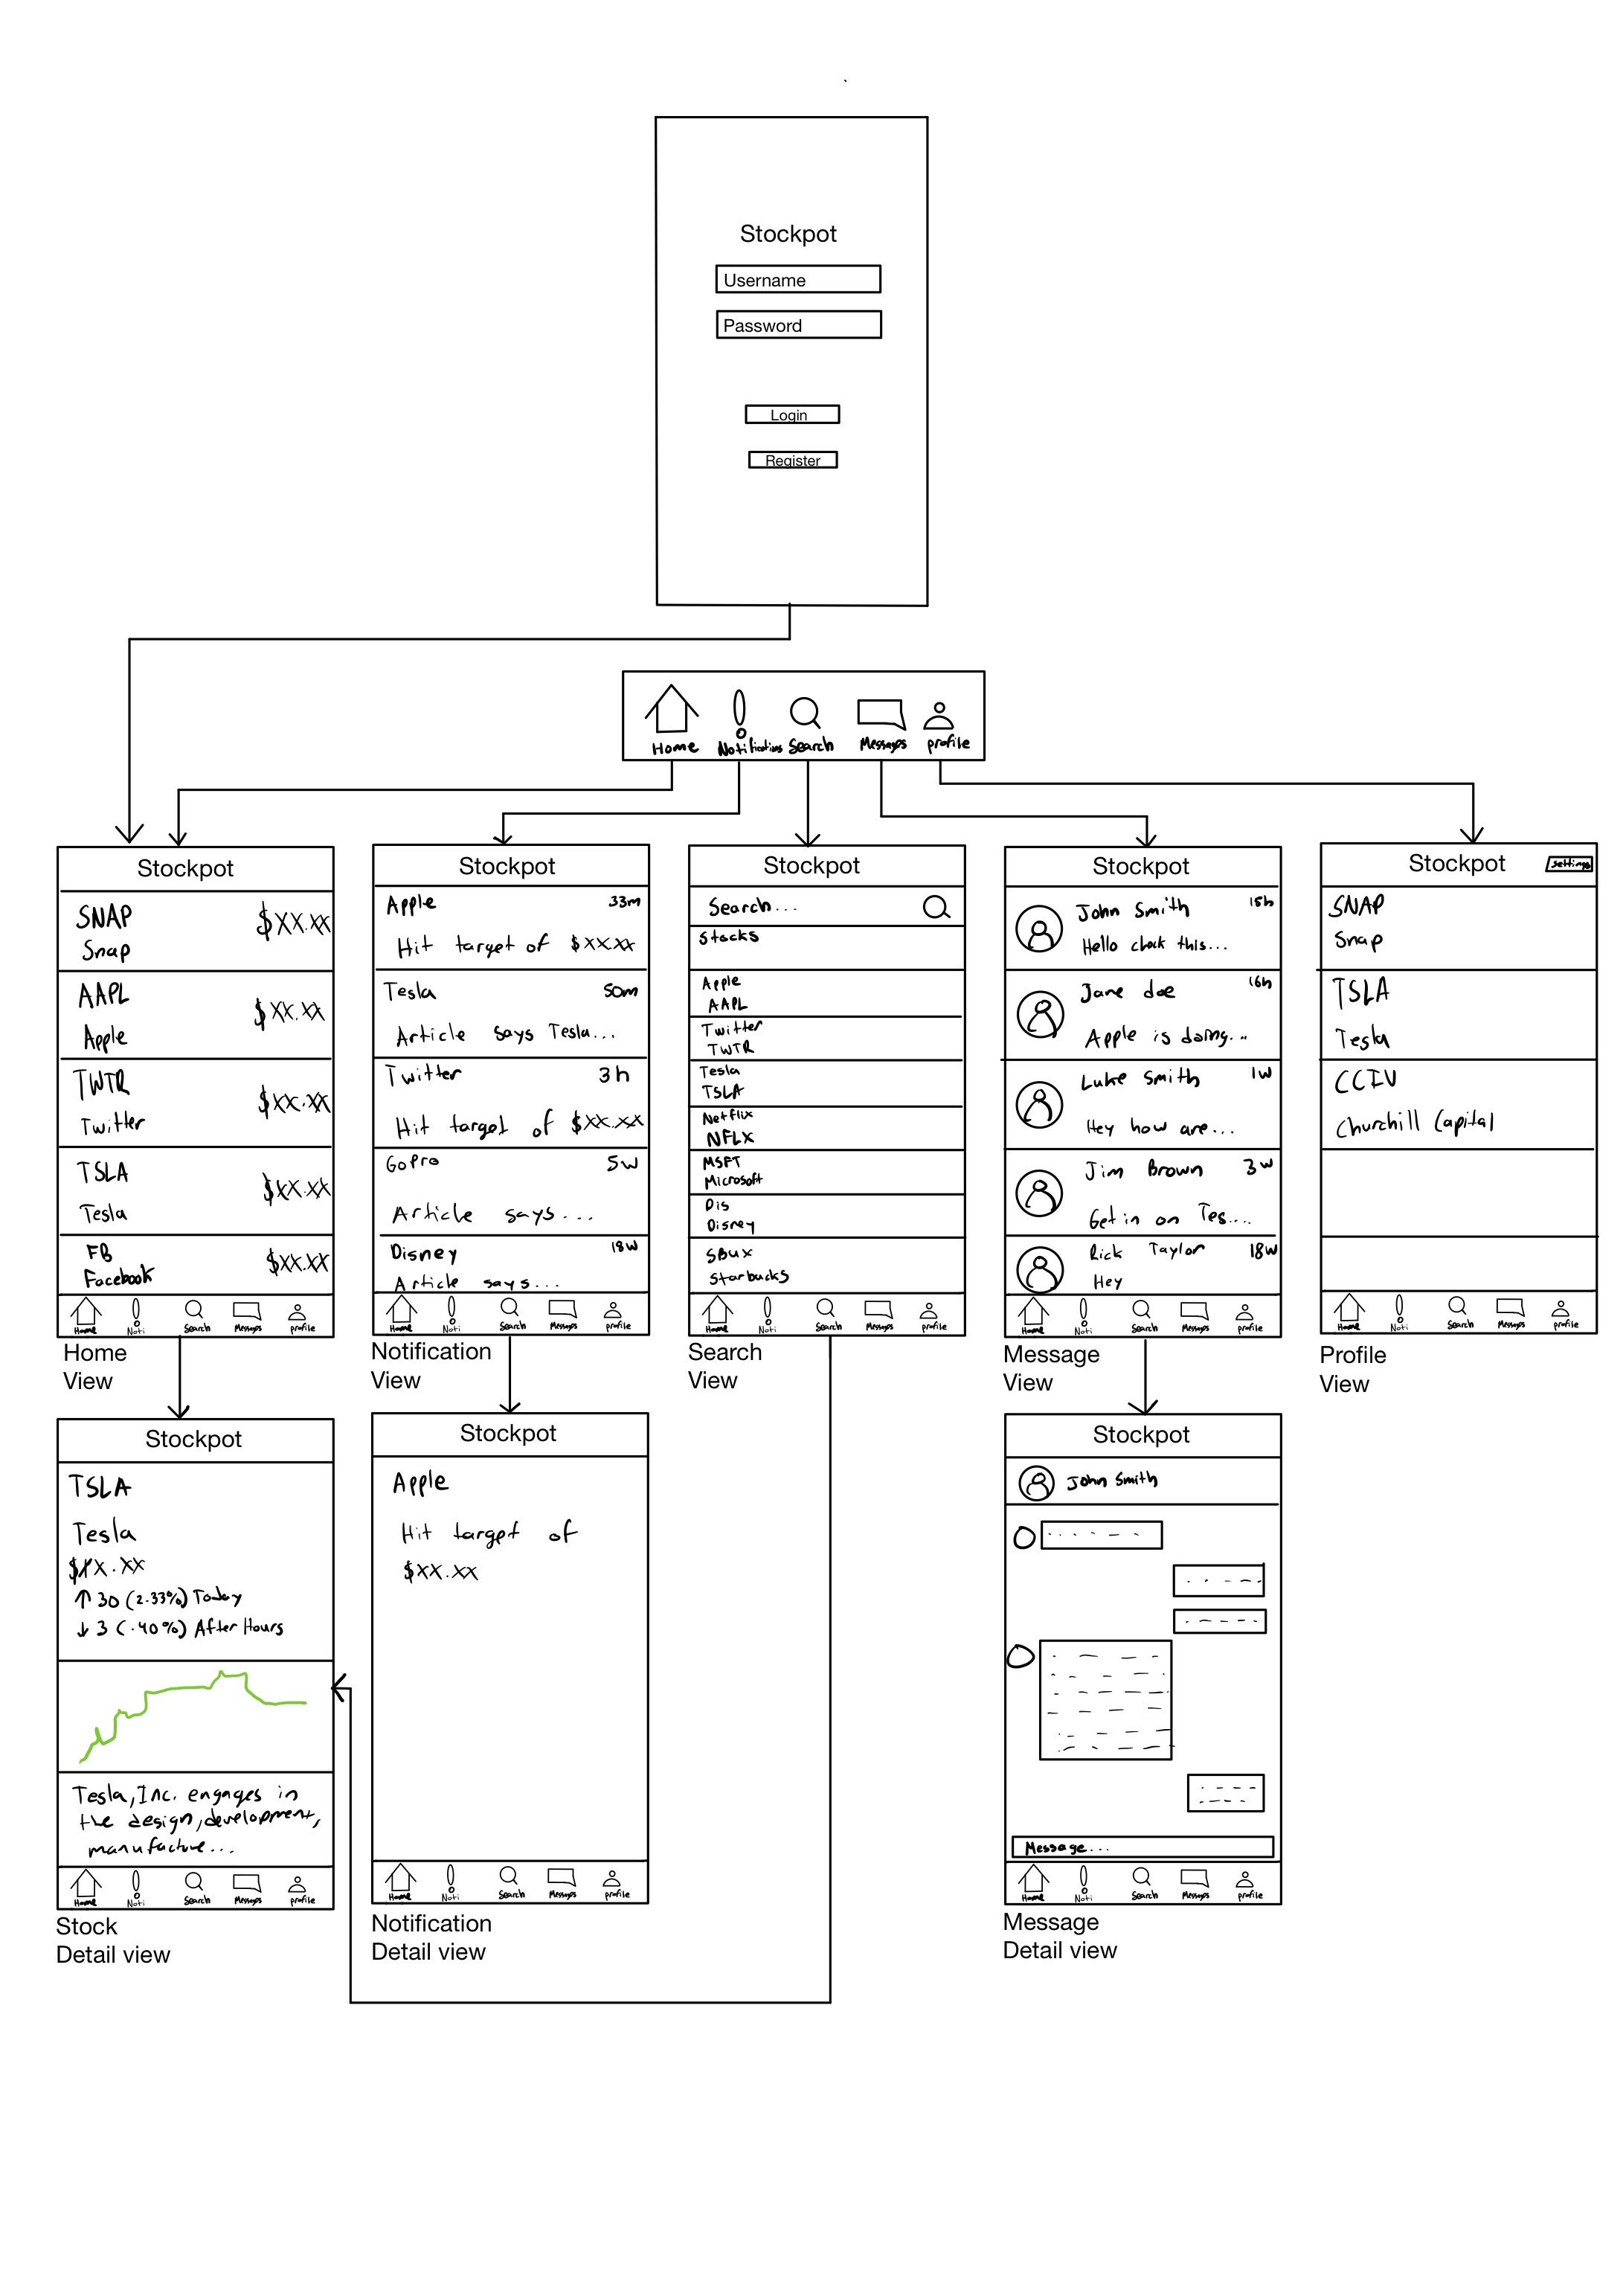 Stockpot
Username
Password
Login
Register
Home Notifications Search Messages profile
Stockpot
SNAP $XX.XX
Snap
AAPL $XX.XX
Apple
TWTR $XX.XX
Twitter
TSLA $XX.XX
Tesla
FB $XX.XX
Facebook
Home Noti Search Messages profile
Home
View
Stockpot
Apple 33m
Hit target of $XX.XX
Tesla 50m
Article says Tesla...
Twitter 3h
Hit target of $XX.XX
GoPro 5w
Article says...
Disney 18w
Article says...
Home Noti Search Messages profile
Notification
View
Stockpot
Search...
Stocks
Apple
AAPL
Twitter
TWTR
Tesla
TSLA
Netflix
NFLX
MSFT
Microsoft
Dis
Disney
SBUX
Starbucks
Home Noti Search Messages profile
Search
View
Stockpot
John Smith 15h
Hello check this...
Jane doe 16h
Apple is doing...
Luke Smith 1w
Hey how are...
Jim Brown 3w
Get in on Tes....
Rick Taylor 18w
Hey
Home Noti Search Messages profile
Message
View
Stockpot settings
SNAP
Snap
TSLA
Tesla
CCIV
Churchill Capital
Home Noti Search Messages profile
Profile
View
Stockpot
TSLA
Tesla
$XX.XX
↑ 30 (2.33%) Today
↓ 3 (.40%) After Hours
Tesla, Inc. engages in
the design, development,
manufacture...
Home Noti Search Messages profile
Stock
Detail view
Stockpot
Apple
Hit target of
$XX.XX
Home Noti Search Messages profile
Notification
Detail view
Stockpot
John Smith
Message...
Home Noti Search Messages profile
Message
Detail view